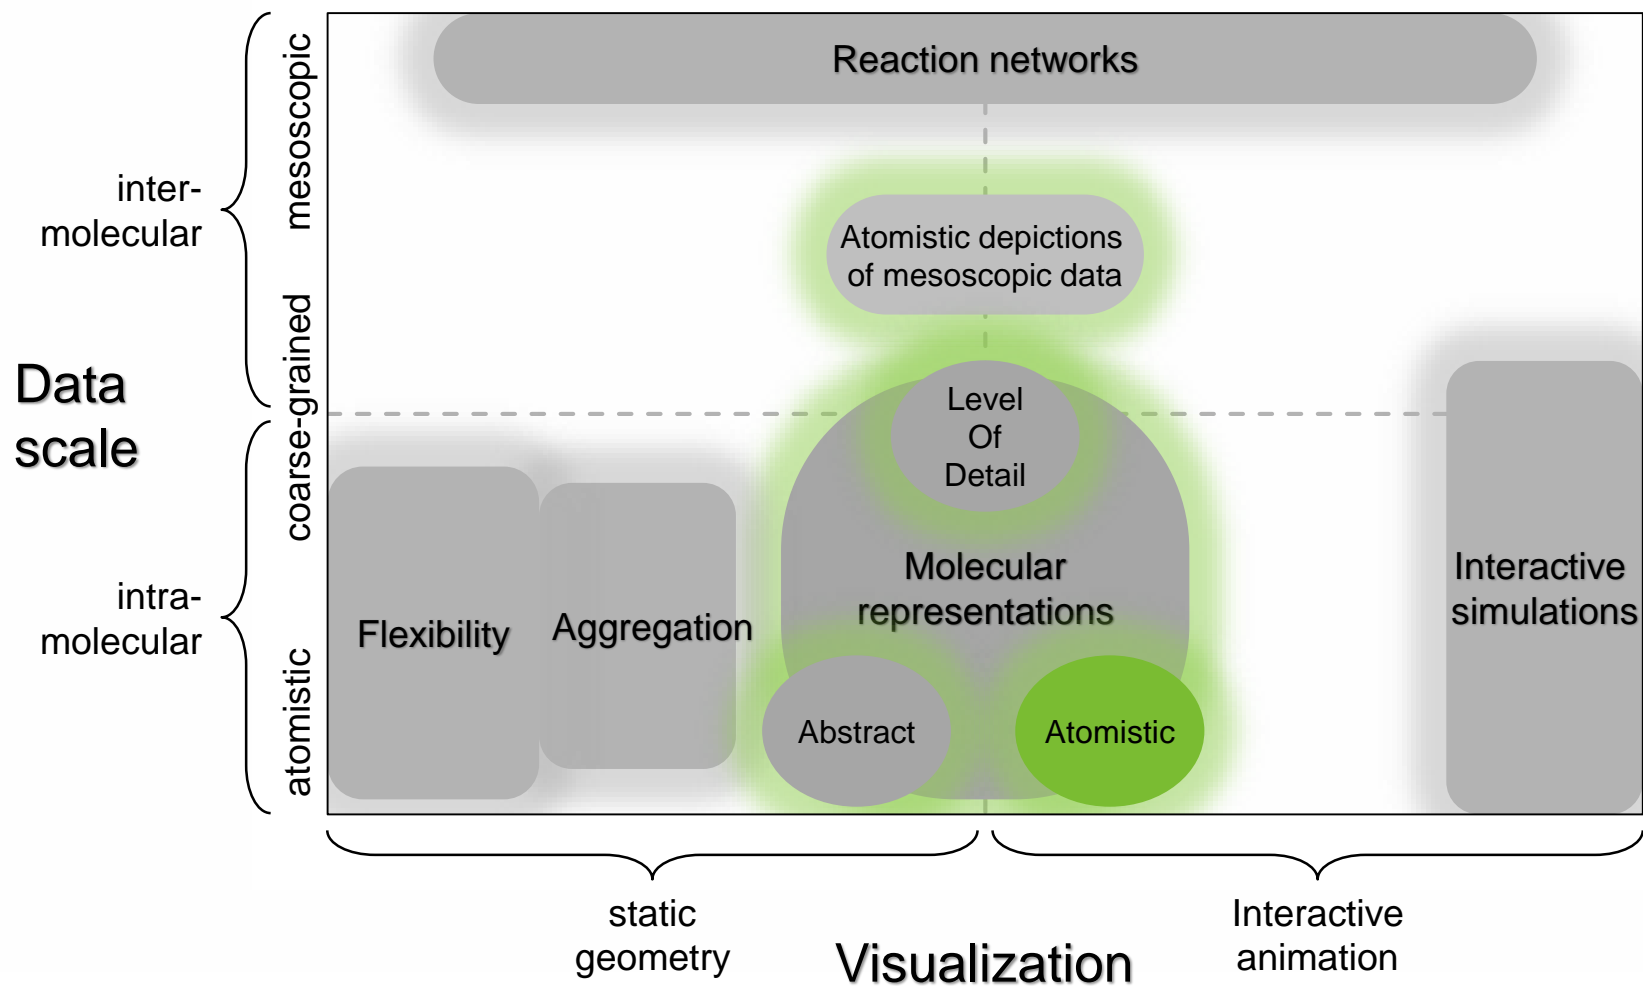 Reaction networks
mesoscopic
inter-
molecular
Atomistic depictions
of mesoscopic data
coarse-grained
Data
scale
Level
Of
Detail
Molecular
representations
Interactive
simulations
intra-
molecular
Flexibility
Aggregation
atomistic
Abstract
Atomistic
static
geometry
Interactive
animation
Visualization